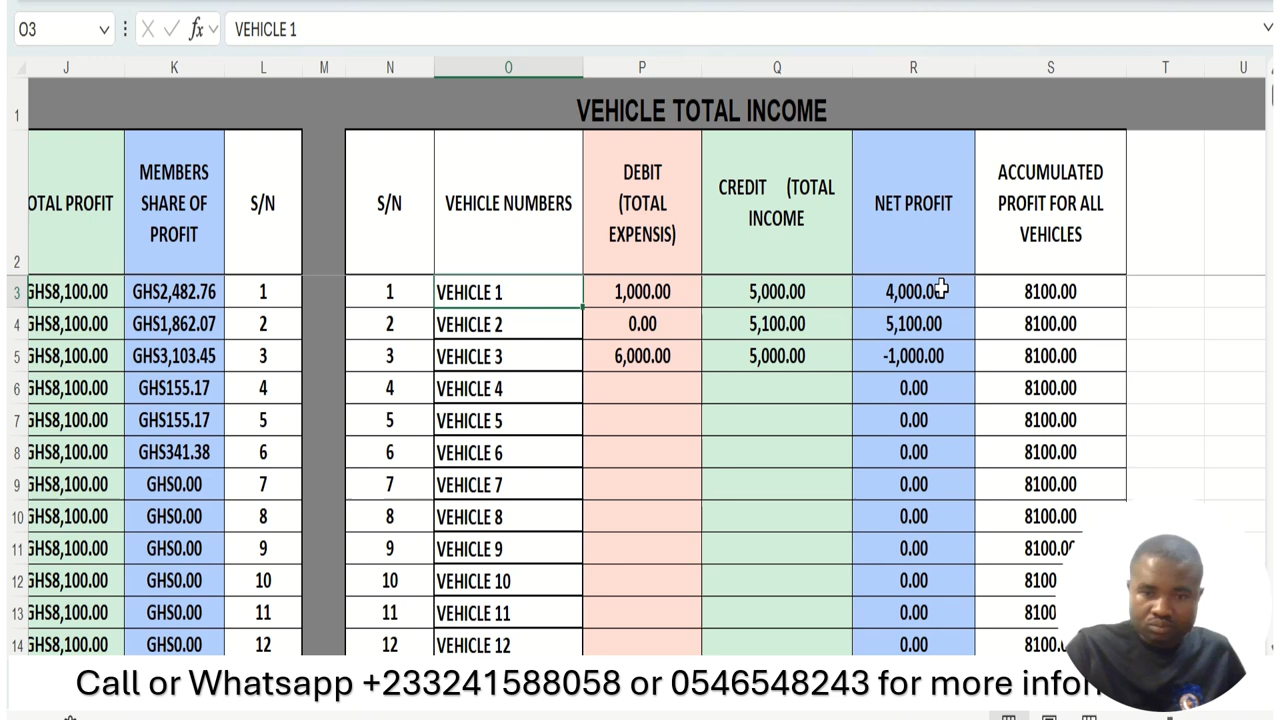 O3 fx VEHICLE 1
J K L M N O P Q R S T U
1 VEHICLE TOTAL INCOME
2 OTAL PROFIT MEMBERS SHARE OF PROFIT S/N S/N VEHICLE NUMBERS DEBIT (TOTAL EXPENSIS) CREDIT (TOTAL INCOME NET PROFIT ACCUMULATED PROFIT FOR ALL VEHICLES
3 GHS8,100.00 GHS2,482.76 1 1 VEHICLE 1 1,000.00 5,000.00 4,000.00 8100.00
4 GHS8,100.00 GHS1,862.07 2 2 VEHICLE 2 0.00 5,100.00 5,100.00 8100.00
5 GHS8,100.00 GHS3,103.45 3 3 VEHICLE 3 6,000.00 5,000.00 -1,000.00 8100.00
6 GHS8,100.00 GHS155.17 4 4 VEHICLE 4 0.00 8100.00
7 GHS8,100.00 GHS155.17 5 5 VEHICLE 5 0.00 8100.00
8 GHS8,100.00 GHS341.38 6 6 VEHICLE 6 0.00 8100.00
9 GHS8,100.00 GHS0.00 7 7 VEHICLE 7 0.00 8100.00
10 GHS8,100.00 GHS0.00 8 8 VEHICLE 8 0.00 8100.00
11 GHS8,100.00 GHS0.00 9 9 VEHICLE 9 0.00 8100.00
12 GHS8,100.00 GHS0.00 10 10 VEHICLE 10 0.00 8100
13 GHS8,100.00 GHS0.00 11 11 VEHICLE 11 0.00 8100
14 GHS8,100.00 GHS0.00 12 12 VEHICLE 12 0.00 8100.
Call or Whatsapp +233241588058 or 0546548243 for more infor